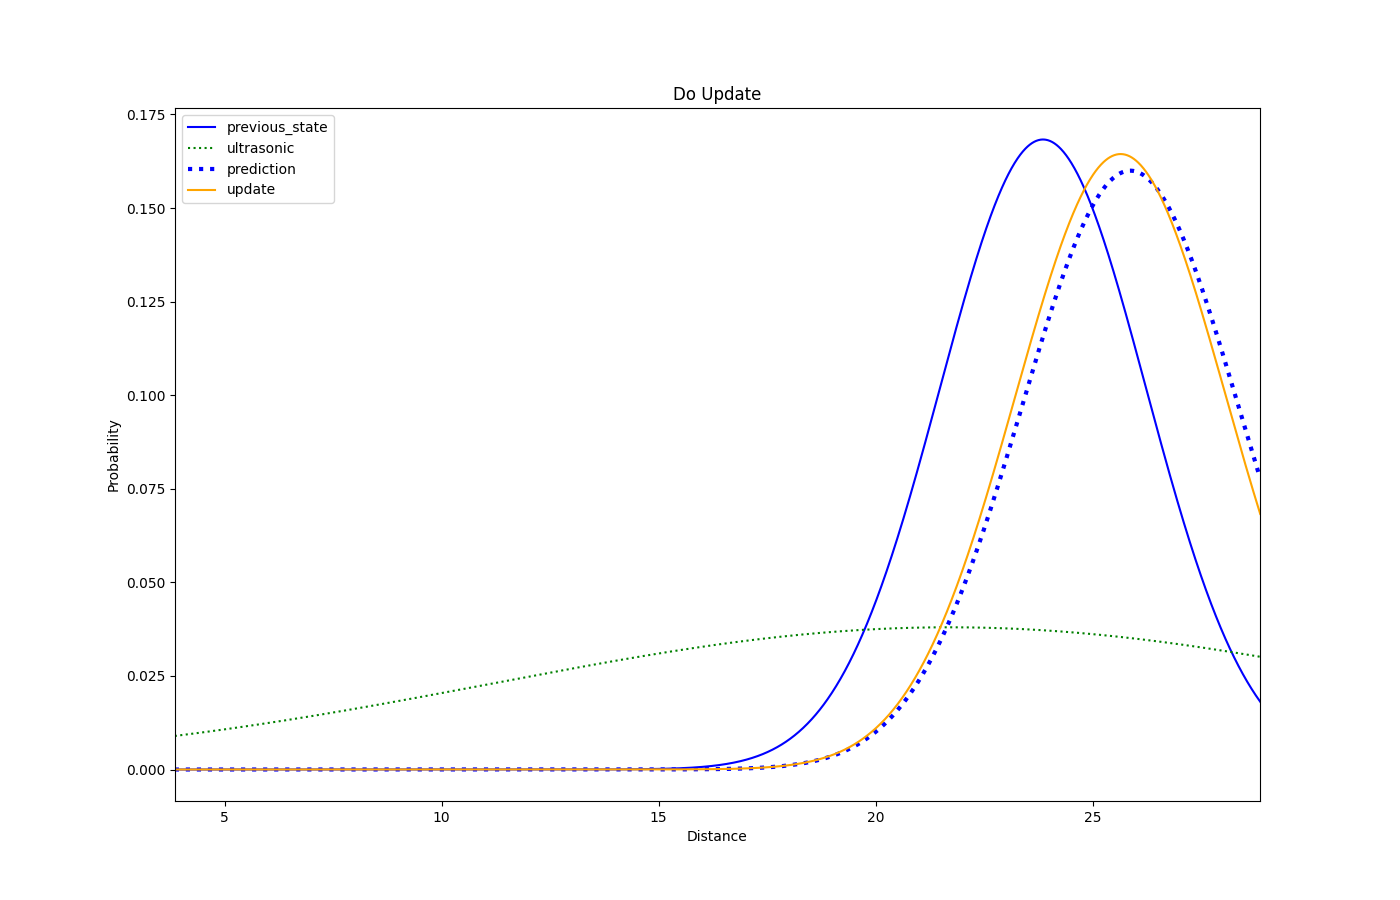 Do Update
previous_state
ultrasonic
prediction
update
0.175
0.150
0.125
0.100
0.075
0.050
0.025
0.000
Probability
5 10 15 20 25
Distance